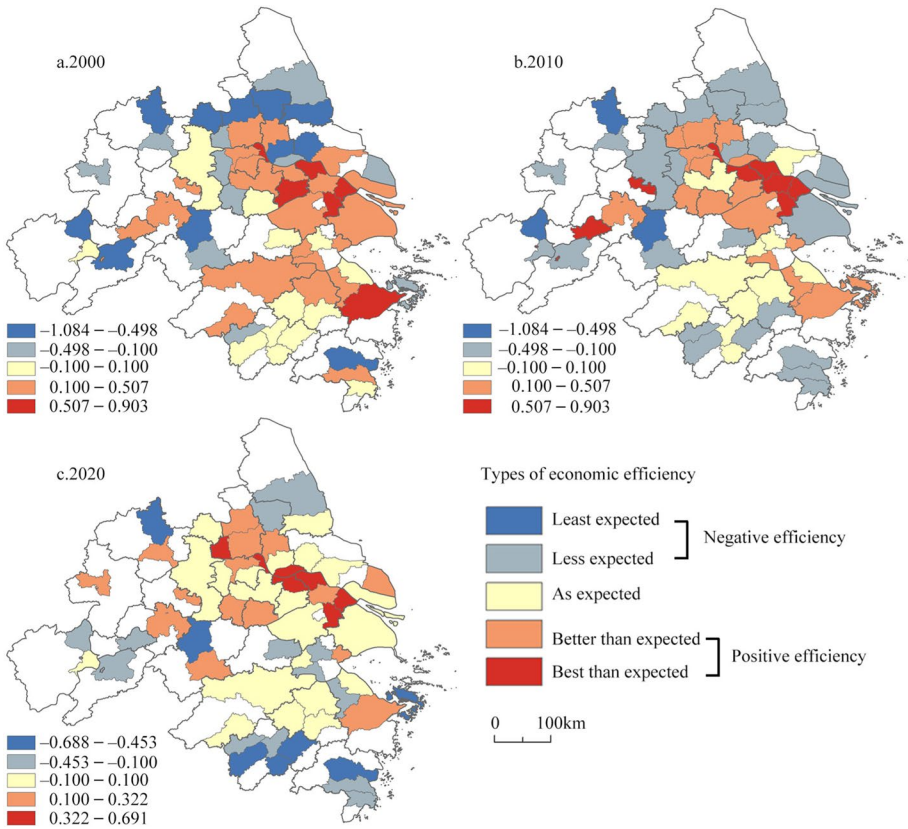 a.2000
−1.084 − −0.498
−0.498 − −0.100
−0.100 − 0.100
0.100 − 0.507
0.507 − 0.903
b.2010
−1.084 − −0.498
−0.498 − −0.100
−0.100 − 0.100
0.100 − 0.507
0.507 − 0.903
c.2020
−0.688 − −0.453
−0.453 − −0.100
−0.100 − 0.100
0.100 − 0.322
0.322 − 0.691
Types of economic efficiency
Least expected
Less expected
Negative efficiency
As expected
Better than expected
Best than expected
Positive efficiency
0 100km